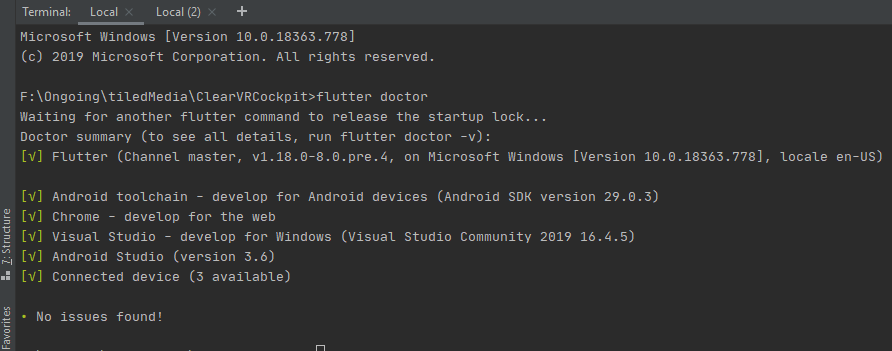 Terminal: Local × Local (2) × +
Microsoft Windows [Version 10.0.18363.778]
(c) 2019 Microsoft Corporation. All rights reserved.
F:\Ongoing\tiledMedia\ClearVRCockpit>flutter doctor
Waiting for another flutter command to release the startup lock...
Doctor summary (to see all details, run flutter doctor -v):
[√] Flutter (Channel master, v1.18.0-8.0.pre.4, on Microsoft Windows [Version 10.0.18363.778], locale en-US)
[√] Android toolchain - develop for Android devices (Android SDK version 29.0.3)
[√] Chrome - develop for the web
[√] Visual Studio - develop for Windows (Visual Studio Community 2019 16.4.5)
[√] Android Studio (version 3.6)
[√] Connected device (3 available)
• No issues found!
7: Structure
Favorites